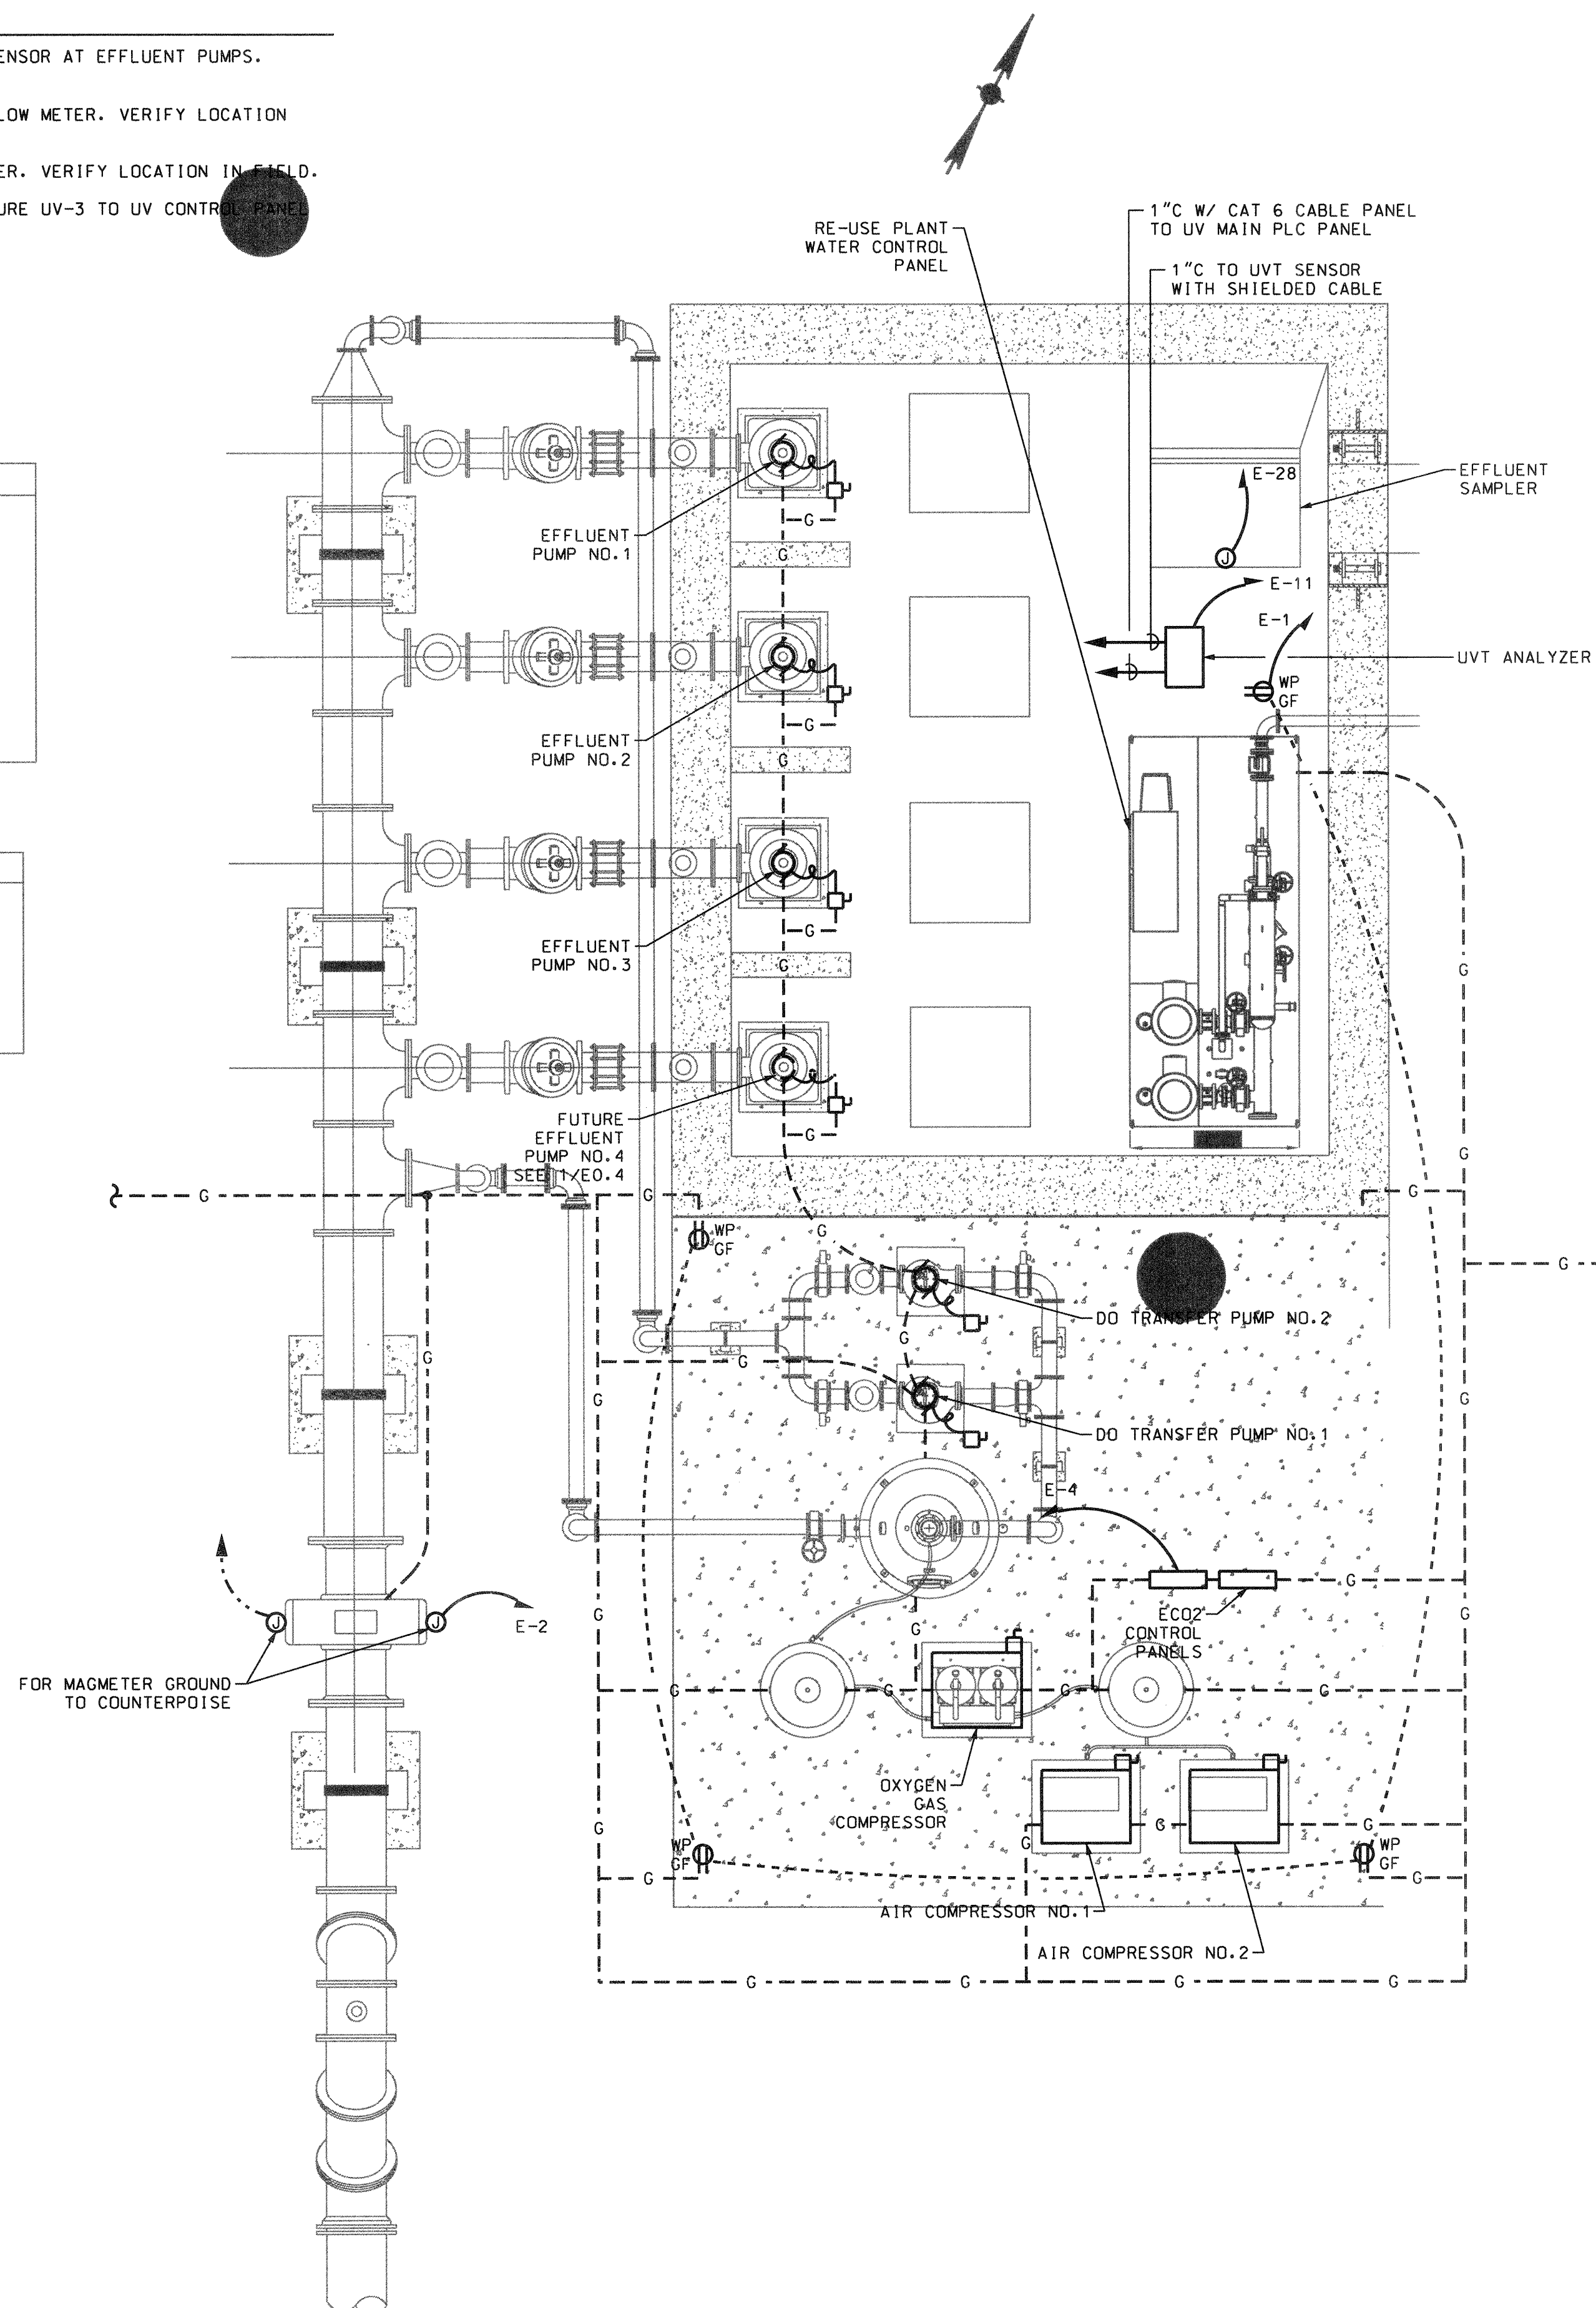 ENSOR AT EFFLUENT PUMPS.
LOW METER. VERIFY LOCATION
ER. VERIFY LOCATION IN FIELD.
URE UV-3 TO UV CONTROL PANEL
1"C W/ CAT 6 CABLE PANEL
TO UV MAIN PLC PANEL
RE-USE PLANT
WATER CONTROL
PANEL
1"C TO UVT SENSOR
WITH SHIELDED CABLE
E-28
EFFLUENT
SAMPLER
J
EFFLUENT
PUMP NO.1
G
G
E-11
E-1
UVT ANALYZER
WP
GF
EFFLUENT
PUMP NO.2
G
G
EFFLUENT
PUMP NO.3
G
G
G
FUTURE
EFFLUENT
PUMP NO.4
SEE 1/E0.4
G
G
G
G
G
WP
GF
G
G
DO TRANSFER PUMP NO.2
G
G
G
G
G
DO TRANSFER PUMP NO.1
E-4
G
ECO2
CONTROL
PANELS
G
G
G
J
J
E-2
FOR MAGMETER GROUND
TO COUNTERPOISE
G
G
G
OXYGEN
GAS
COMPRESSOR
G
G
G
G
WP
GF
WP
GF
G
G
AIR COMPRESSOR NO.1
AIR COMPRESSOR NO.2
G
G
G
G